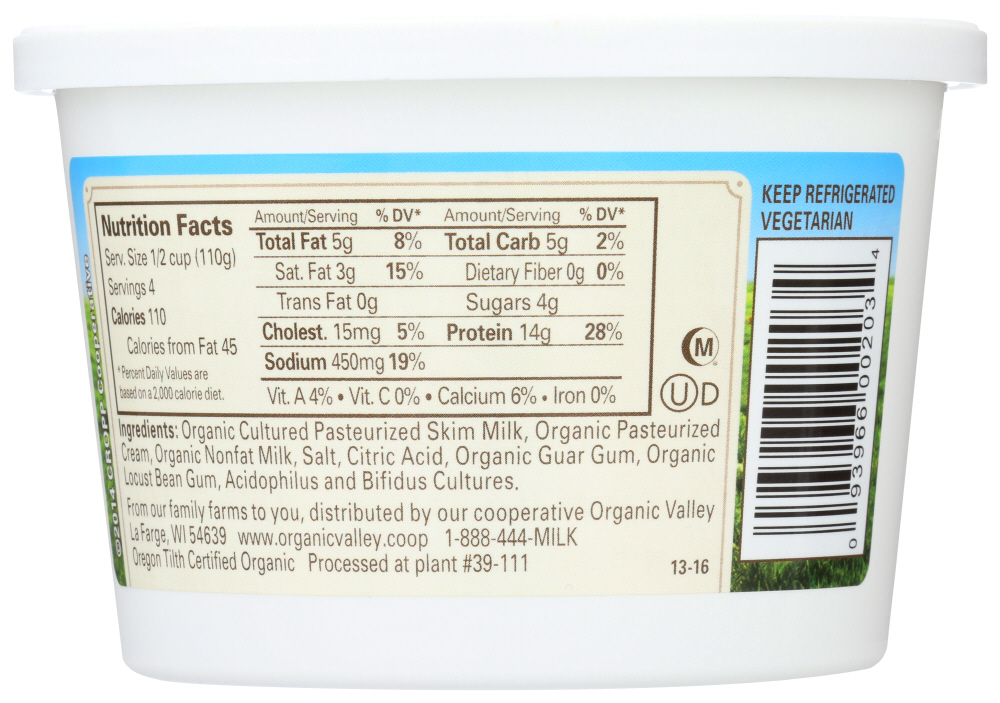 Nutrition Facts
Serv. Size 1/2 cup (110g)
Servings 4
Calories 110
Calories from Fat 45
* Percent Daily Values are
based on a 2,000 calorie diet.
Amount/Serving % DV* Amount/Serving % DV*
Total Fat 5g 8% Total Carb 5g 2%
Sat. Fat 3g 15% Dietary Fiber 0g 0%
Trans Fat 0g Sugars 4g
Cholest. 15mg 5% Protein 14g 28%
Sodium 450mg 19%
Vit. A 4% • Vit. C 0% • Calcium 6% • Iron 0%
Ingredients: Organic Cultured Pasteurized Skim Milk, Organic Pasteurized
Cream, Organic Nonfat Milk, Salt, Citric Acid, Organic Guar Gum, Organic
Locust Bean Gum, Acidophilus and Bifidus Cultures.
From our family farms to you, distributed by our cooperative Organic Valley
La Farge, WI 54639 www.organicvalley.coop 1-888-444-MILK
Oregon Tilth Certified Organic Processed at plant #39-111
13-16
©2014 CROPP Cooperative
M
U D
KEEP REFRIGERATED
VEGETARIAN
0 93966 00203 4